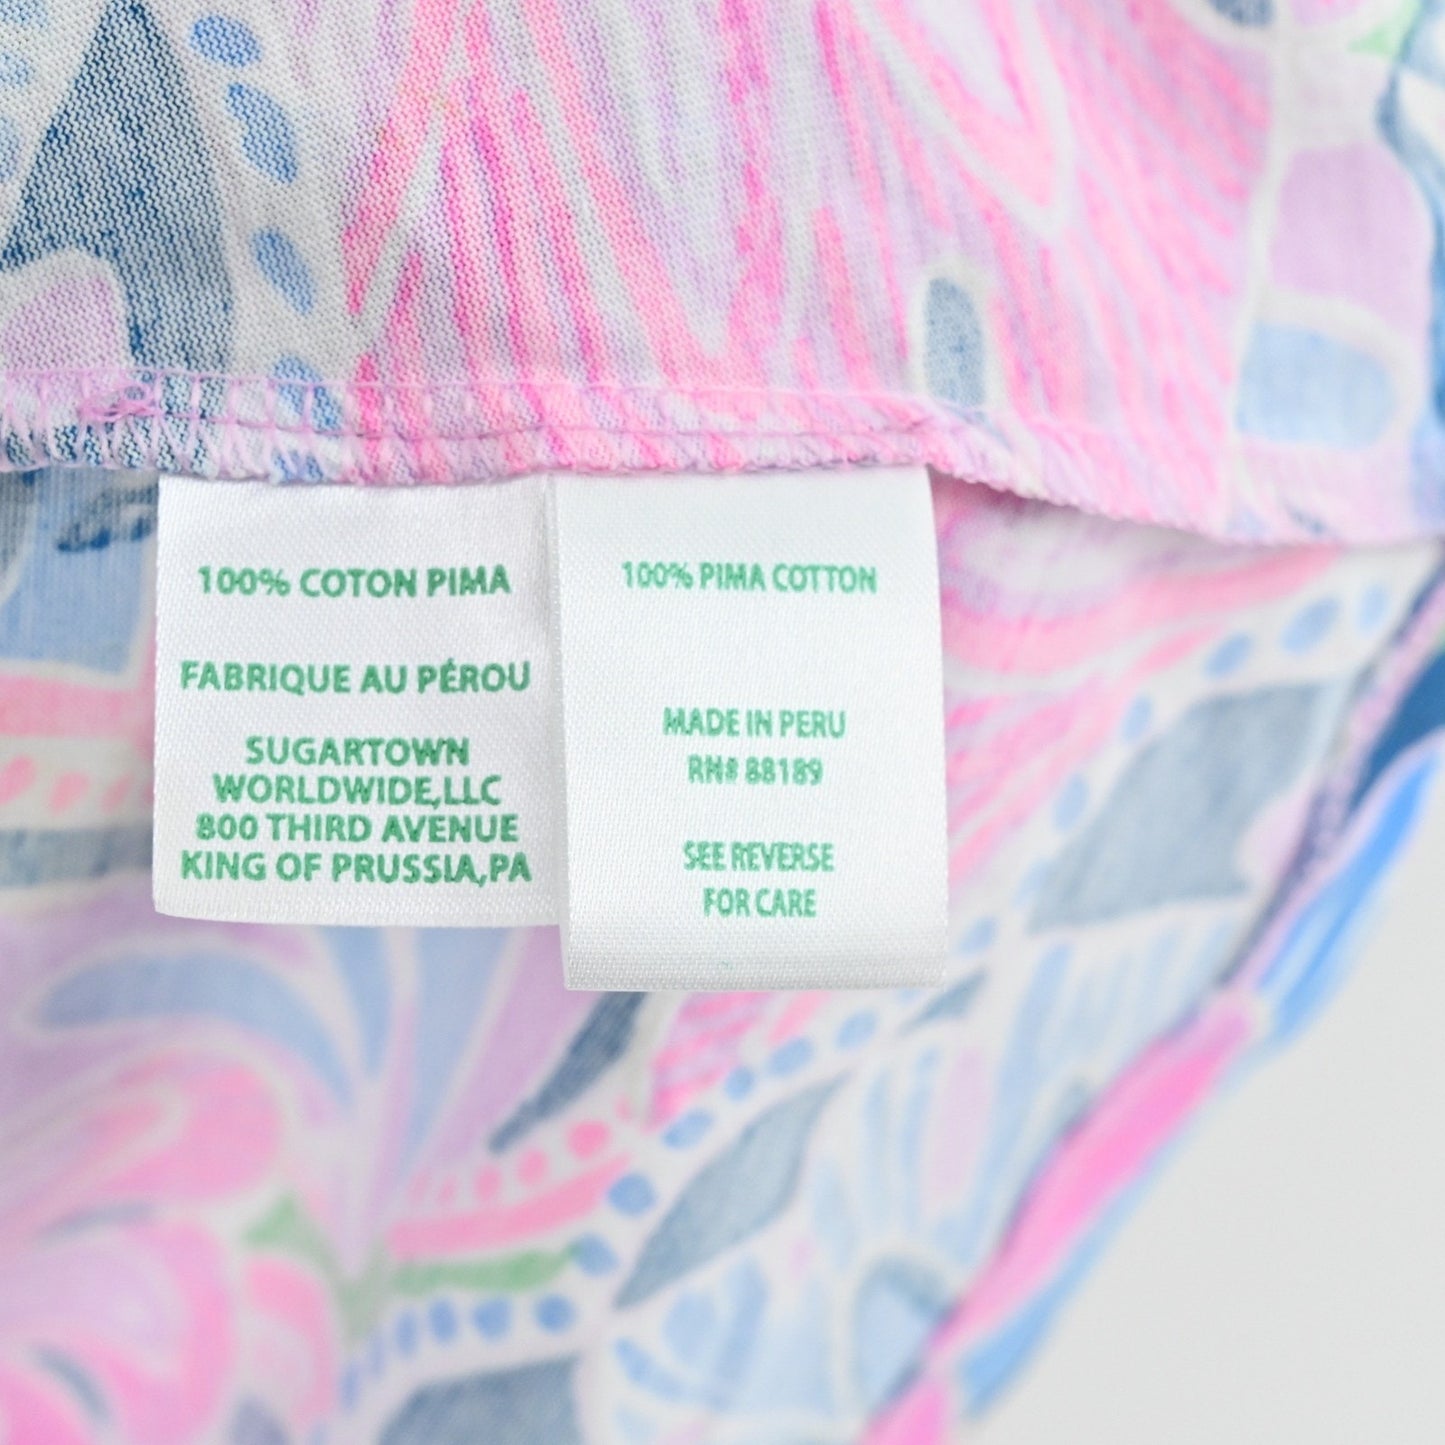 100% COTON PIMA
FABRIQUE AU PÉROU
SUGARTOWN
WORLDWIDE,LLC
800 THIRD AVENUE
KING OF PRUSSIA,PA
100% PIMA COTTON
MADE IN PERU
RN# 88189
SEE REVERSE
FOR CARE